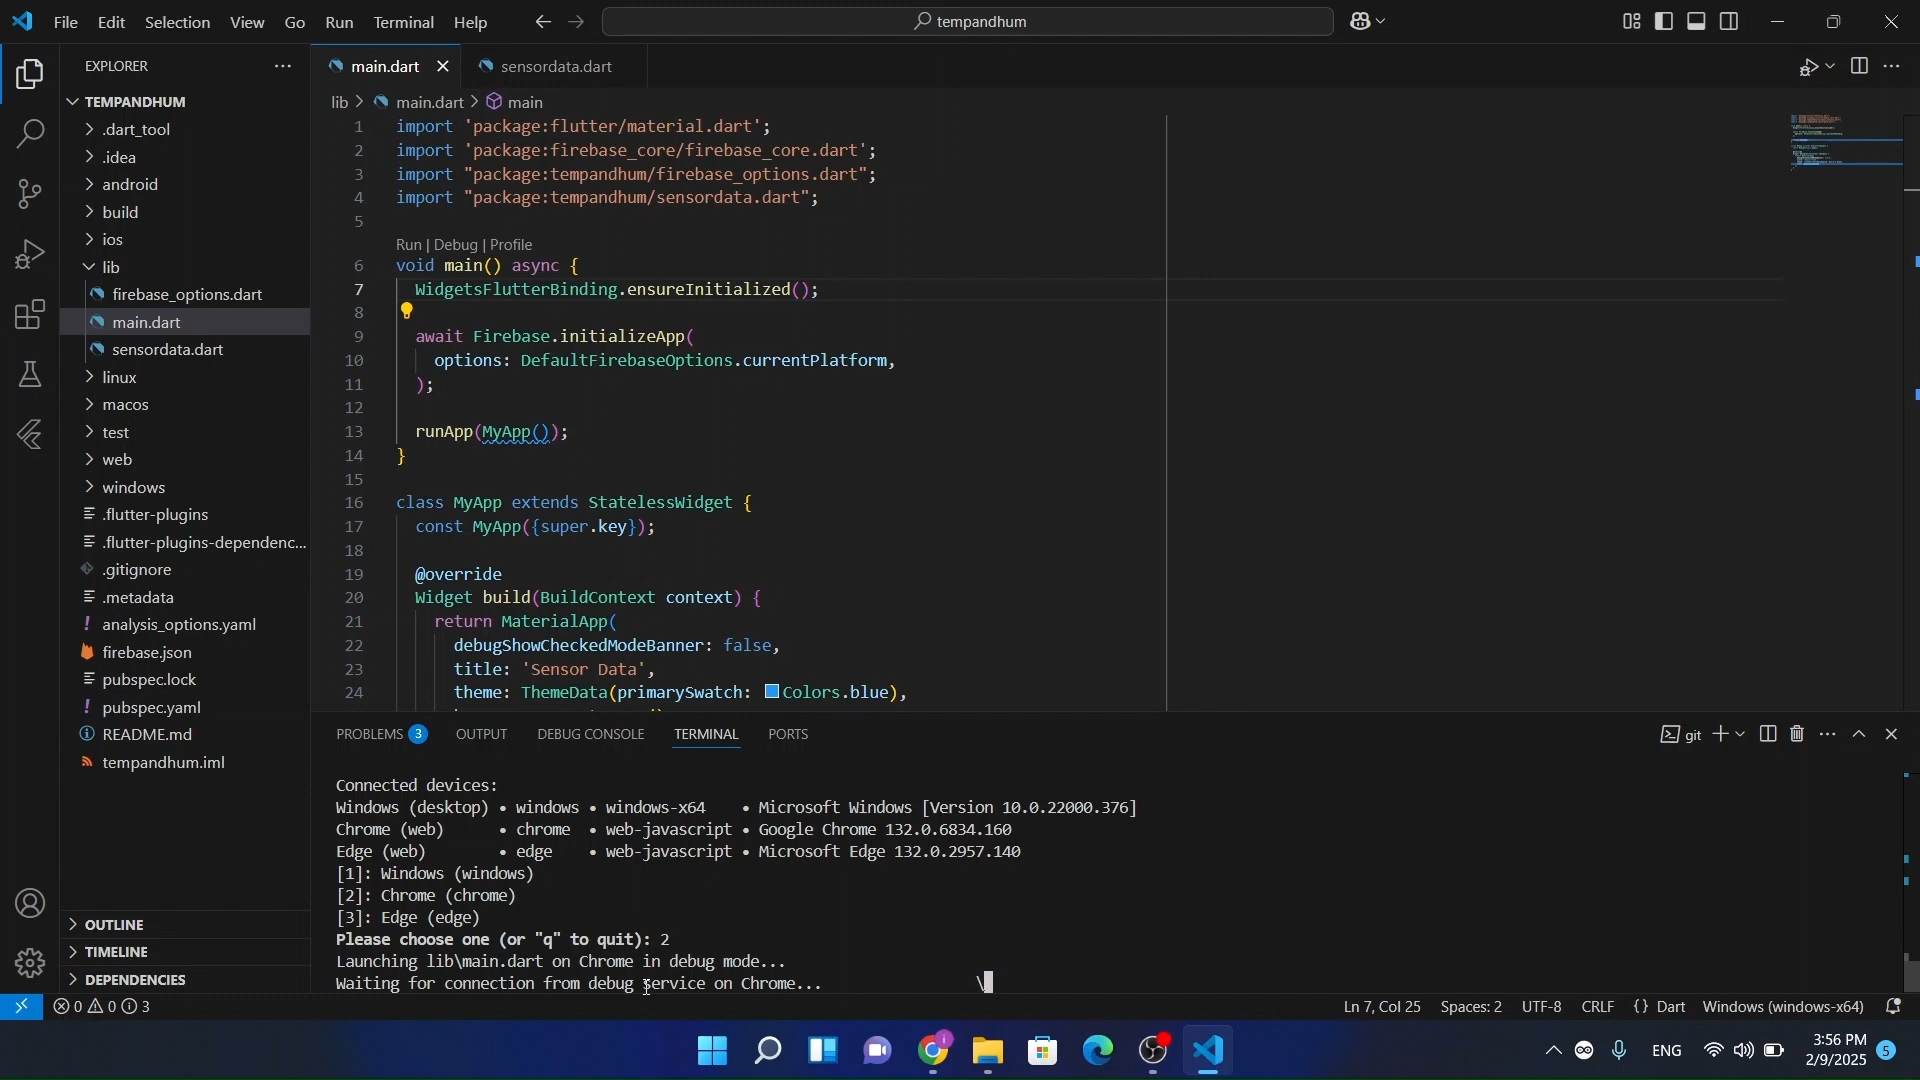 File Edit Selection View Go Run Terminal Help
tempandhum
EXPLORER
TEMPANDHUM
.dart_tool
.idea
android
build
ios
lib
firebase_options.dart
main.dart
sensordata.dart
linux
macos
test
web
windows
.flutter-plugins
.flutter-plugins-dependenc...
.gitignore
.metadata
analysis_options.yaml
firebase.json
pubspec.lock
pubspec.yaml
README.md
tempandhum.iml
OUTLINE
TIMELINE
DEPENDENCIES
main.dart sensordata.dart
lib > main.dart > main
1 import 'package:flutter/material.dart';
2 import 'package:firebase_core/firebase_core.dart';
3 import "package:tempandhum/firebase_options.dart";
4 import "package:tempandhum/sensordata.dart";
5
Run | Debug | Profile
6 void main() async {
7 WidgetsFlutterBinding.ensureInitialized();
8
9 await Firebase.initializeApp(
10 options: DefaultFirebaseOptions.currentPlatform,
11 );
12
13 runApp(MyApp());
14 }
15
16 class MyApp extends StatelessWidget {
17 const MyApp({super.key});
18
19 @override
20 Widget build(BuildContext context) {
21 return MaterialApp(
22 debugShowCheckedModeBanner: false,
23 title: 'Sensor Data',
24 theme: ThemeData(primarySwatch: Colors.blue),
PROBLEMS 3 OUTPUT DEBUG CONSOLE TERMINAL PORTS
git
Connected devices:
Windows (desktop) • windows • windows-x64 • Microsoft Windows [Version 10.0.22000.376]
Chrome (web) • chrome • web-javascript • Google Chrome 132.0.6834.160
Edge (web) • edge • web-javascript • Microsoft Edge 132.0.2957.140
[1]: Windows (windows)
[2]: Chrome (chrome)
[3]: Edge (edge)
Please choose one (or "q" to quit): 2
Launching lib\main.dart on Chrome in debug mode...
Waiting for connection from debug service on Chrome... \
0 0 3
Ln 7, Col 25 Spaces: 2 UTF-8 CRLF {} Dart Windows (windows-x64)
ENG
3:56 PM
2/9/2025
5